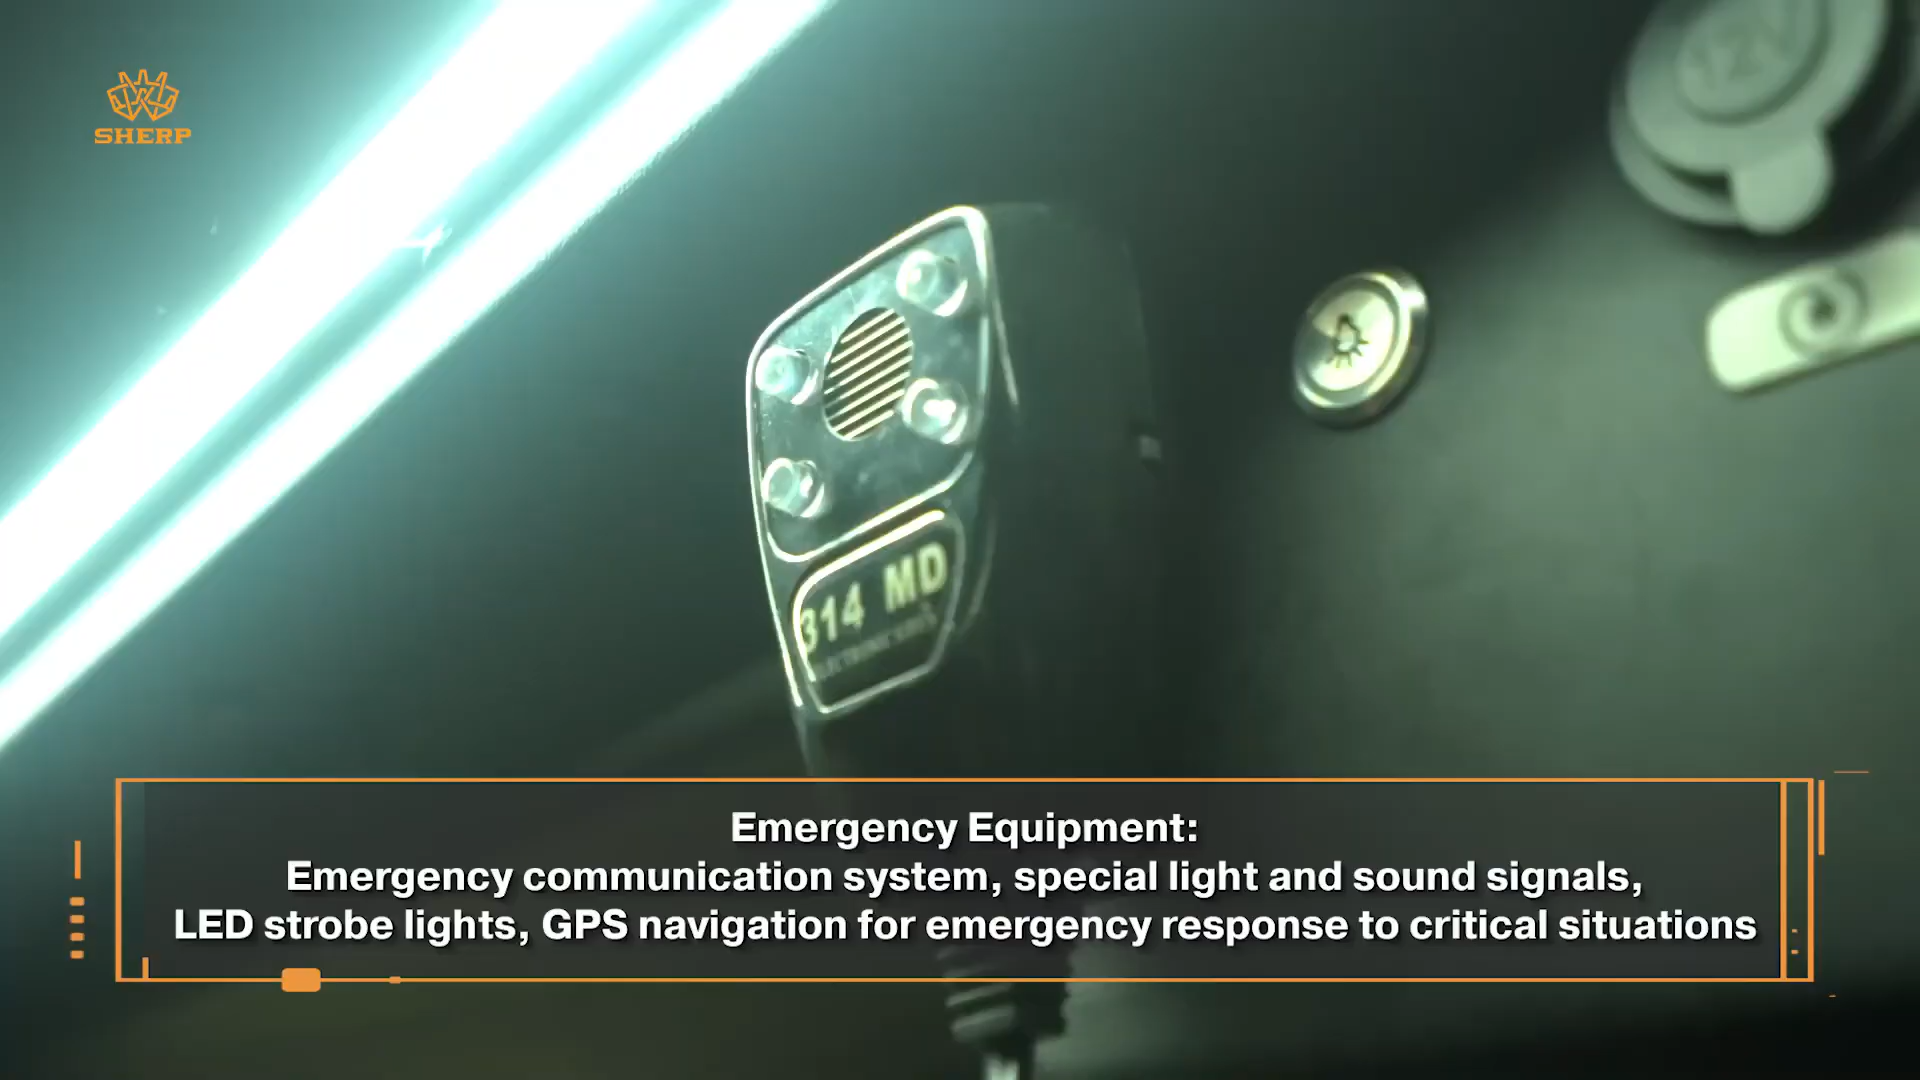 SHERP
12V
314 MD
Emergency Equipment:
Emergency communication system, special light and sound signals,
LED strobe lights, GPS navigation for emergency response to critical situations